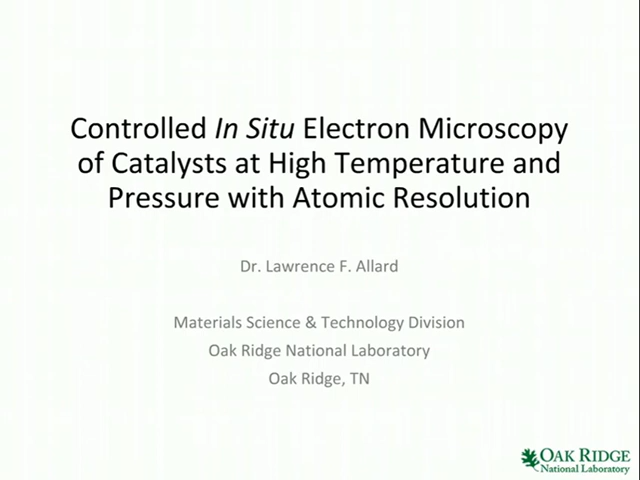 Controlled In Situ Electron Microscopy
of Catalysts at High Temperature and
Pressure with Atomic Resolution
Dr. Lawrence F. Allard
Materials Science & Technology Division
Oak Ridge National Laboratory
Oak Ridge, TN
OAK RIDGE
National Laboratory